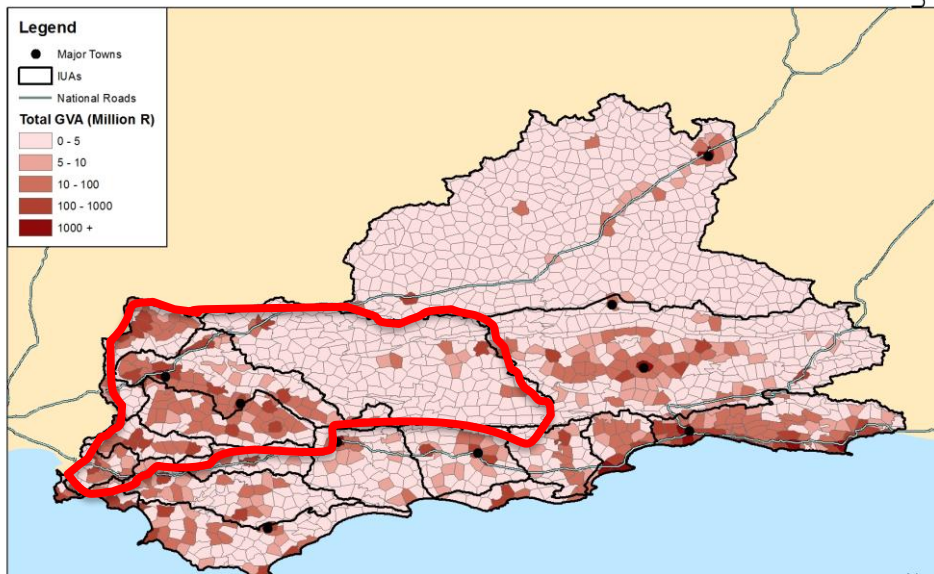 Legend
Major Towns
IUAs
National Roads
Total GVA (Million R)
0 - 5
5 - 10
10 - 100
100 - 1000
1000 +